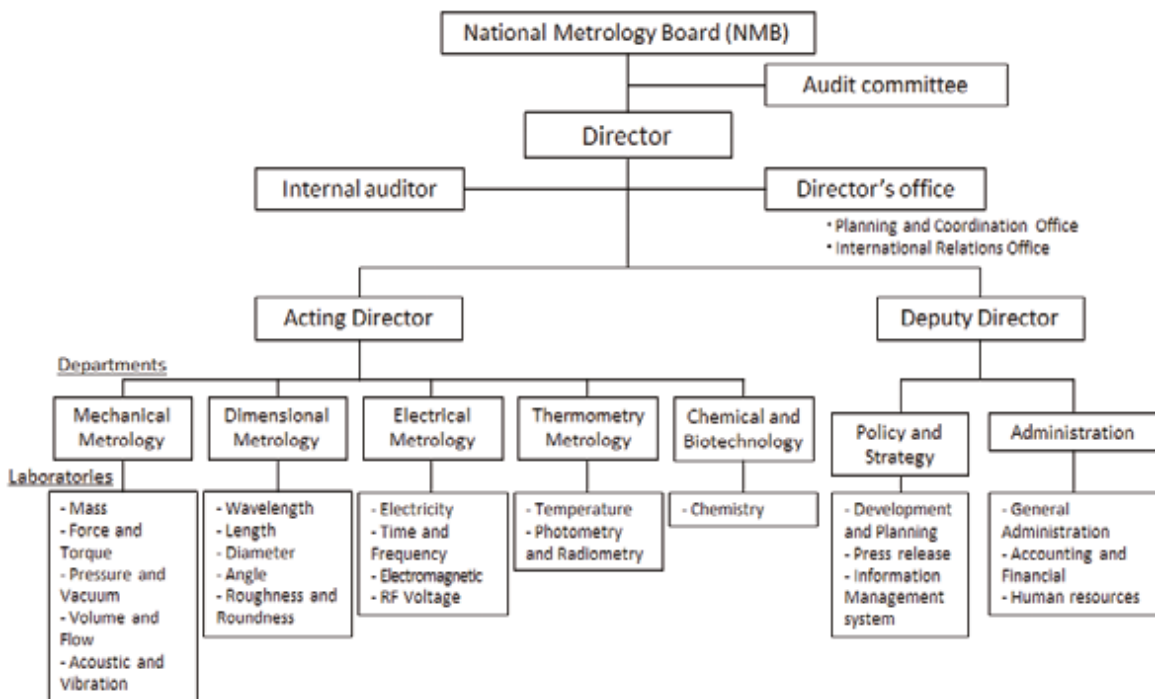 National Metrology Board (NMB)
Audit committee
Director
Internal auditor
Director's office
• Planning and Coordination Office
• International Relations Office
Acting Director
Deputy Director
Departments
Mechanical
Metrology
Dimensional
Metrology
Electrical
Metrology
Thermometry
Metrology
Chemical and
Biotechnology
Policy and
Strategy
Administration
Laboratories
- Mass
- Force and
Torque
- Pressure and
Vacuum
- Volume and
Flow
- Acoustic and
Vibration
- Wavelength
- Length
- Diameter
- Angle
- Roughness and
Roundness
- Electricity
- Time and
Frequency
- Electromagnetic
- RF Voltage
- Temperature
- Photometry
and Radiometry
- Chemistry
- Development
and Planning
- Press release
- Information
Management
system
- General
Administration
- Accounting and
Financial
- Human resources